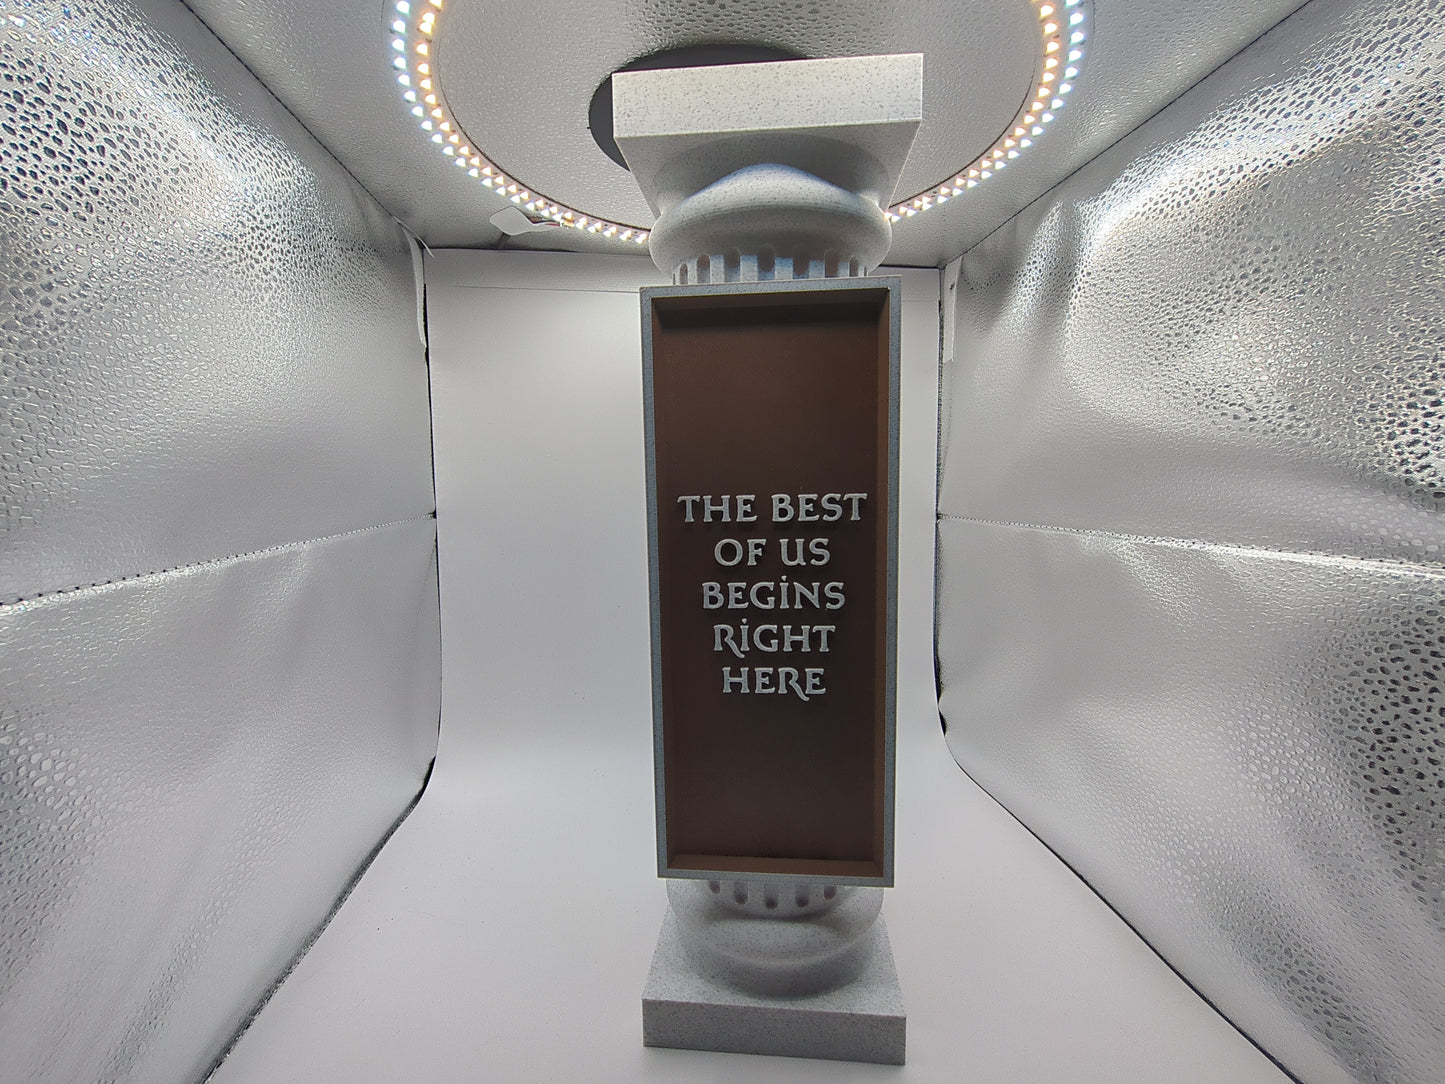 THE BEST
OF US
BEGiNS
RiGHT
HERE